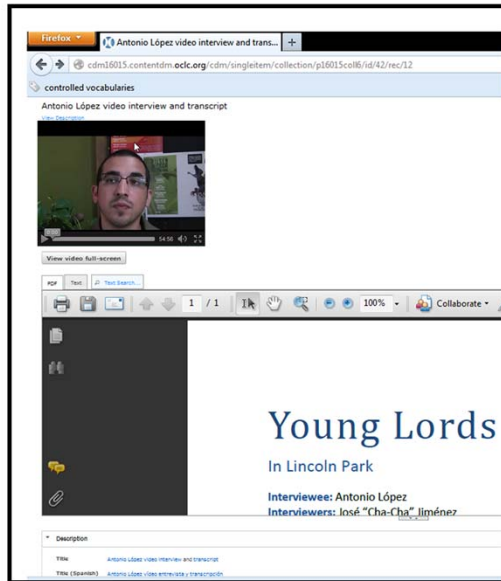 Firefox
Antonio López video interview and trans...
cdm16015.contentdm.oclc.org/cdm/singleitem/collection/p16015coll6/id/42/rec/12
controlled vocabularies
Antonio López video interview and transcript
View Description
54:56
View video full-screen
PDF
Text
Text Search...
1 / 1
100%
Collaborate
Young Lords
In Lincoln Park
Interviewee: Antonio López
Interviewers: José “Cha-Cha” Jiménez
Description
Title Antonio López video interview and transcript
Title (Spanish) Antonio López video entrevista y transcripción